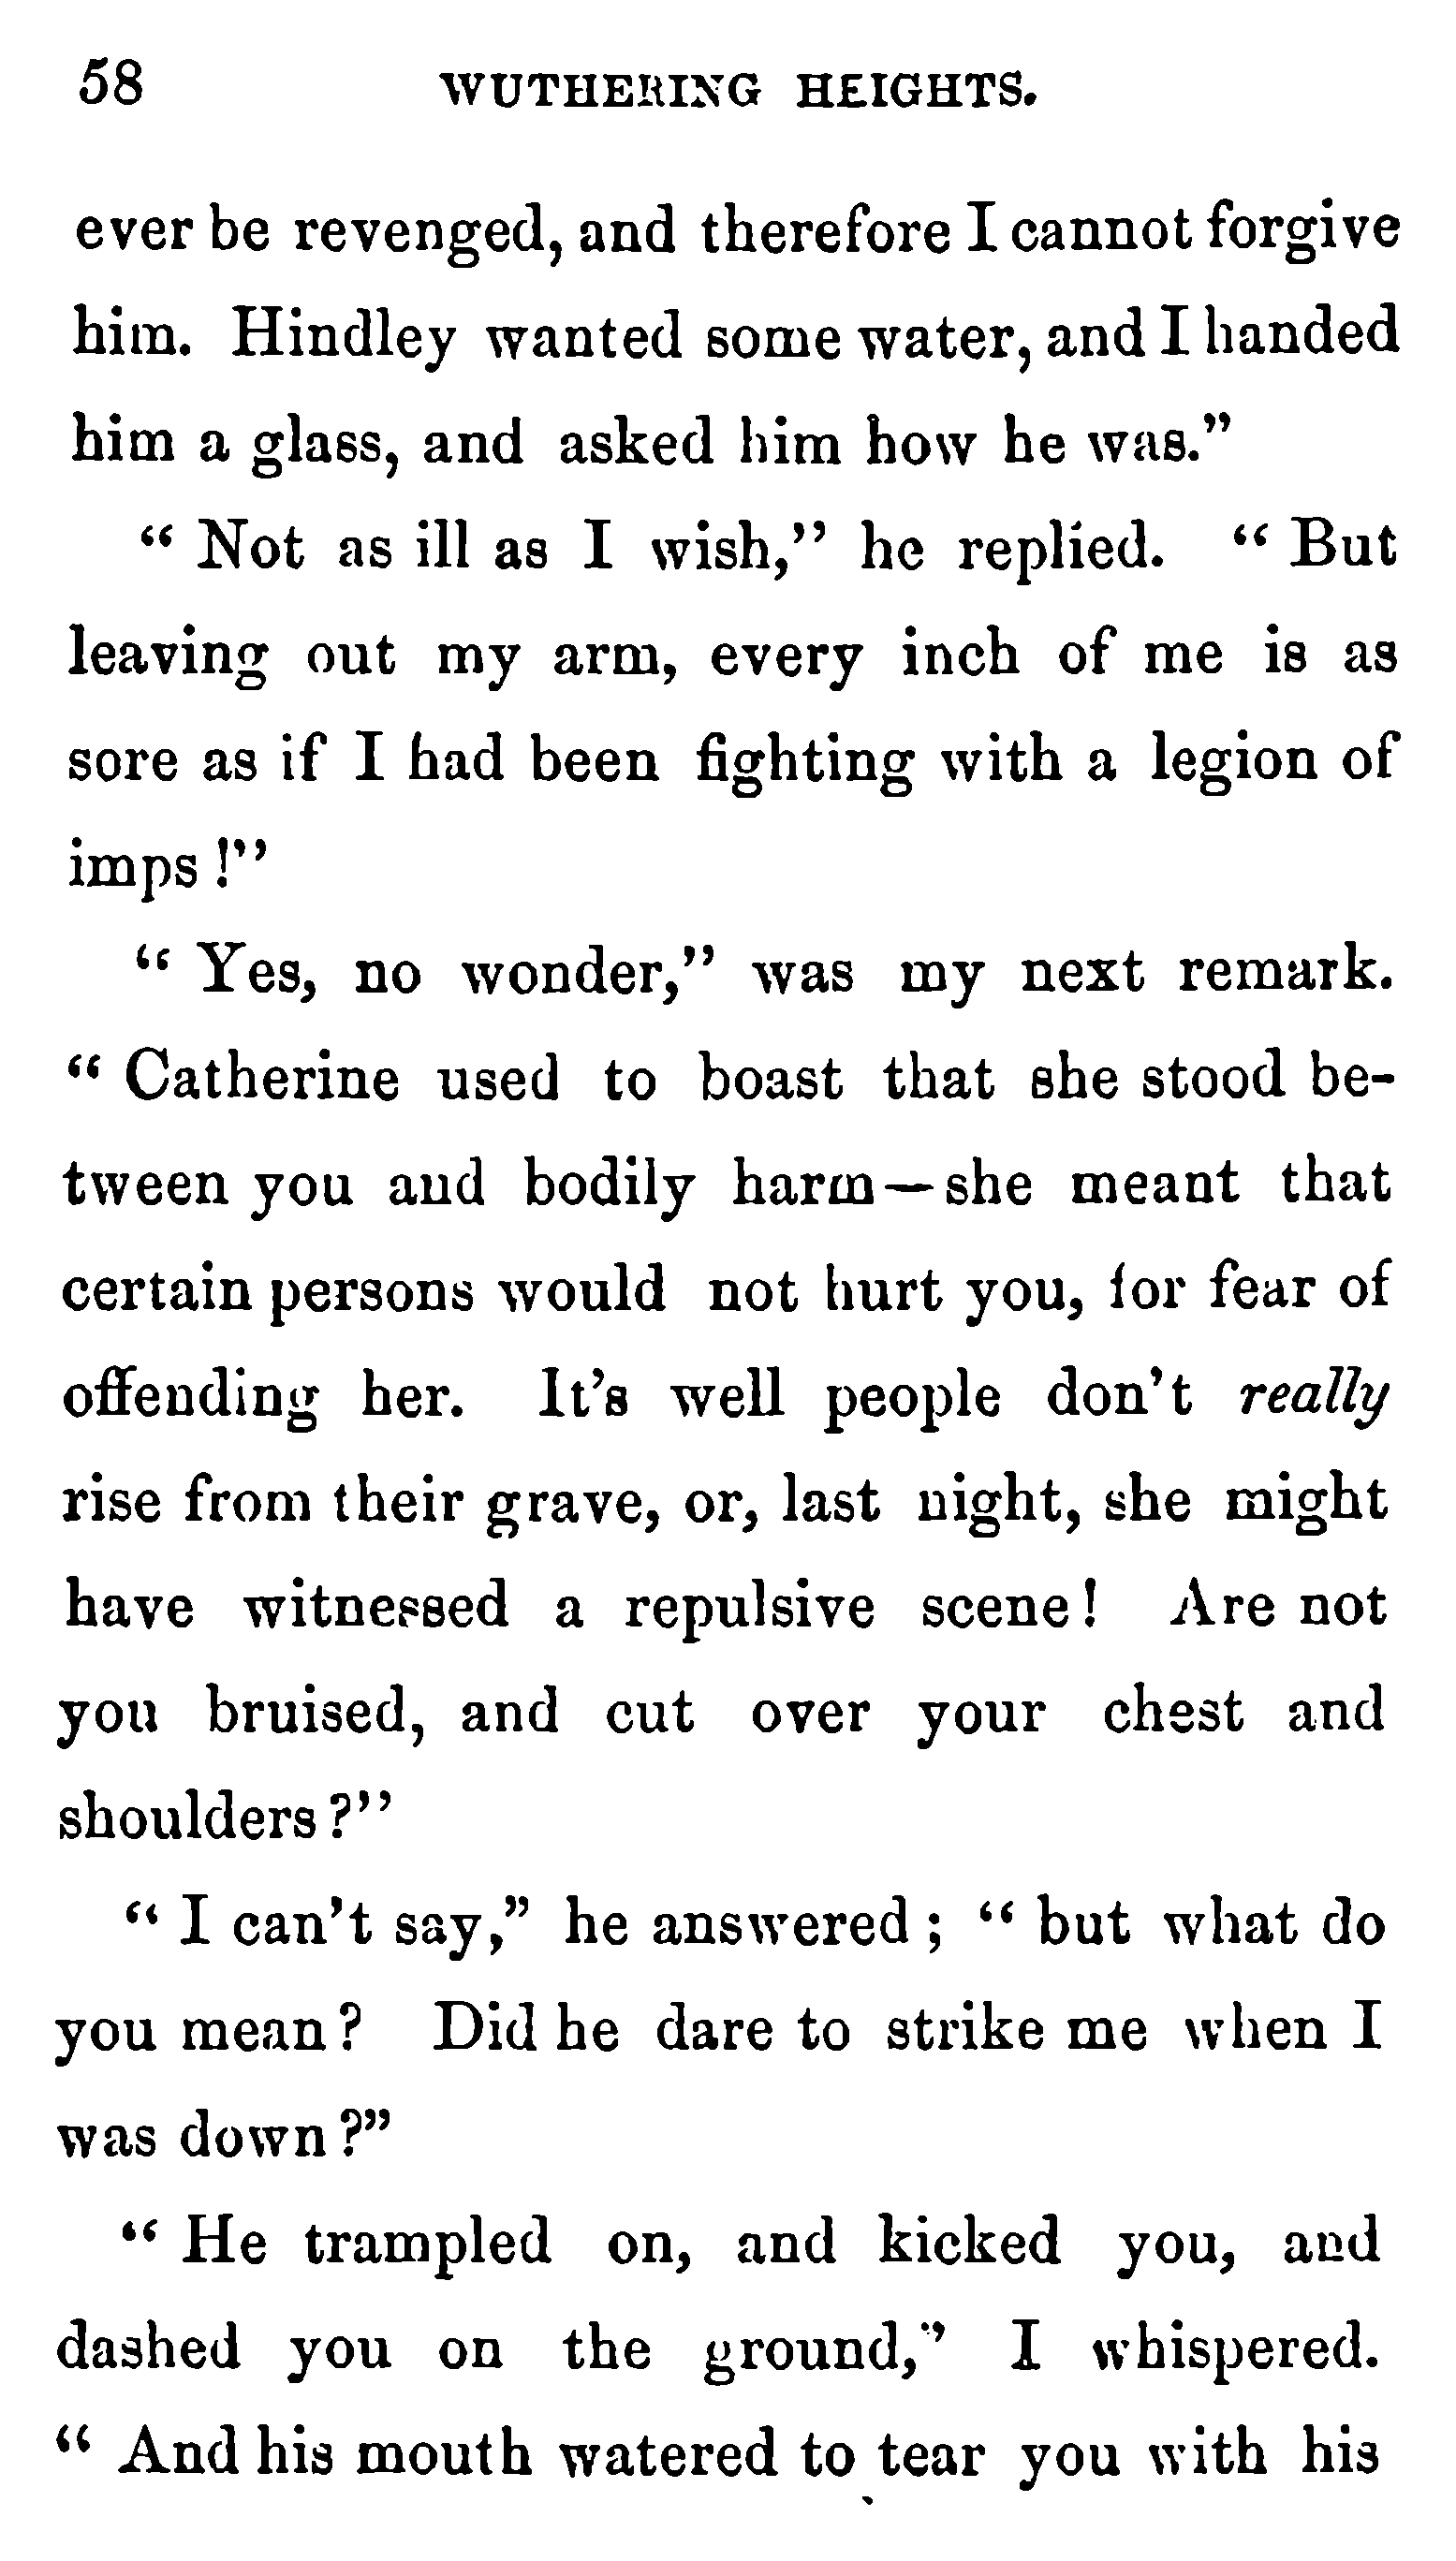 58 WUTHERING HEIGHTS.
ever be revenged, and therefore I cannot forgive
him. Hindley wanted some water, and I handed
him a glass, and asked him how he was.”
“ Not as ill as I wish,’’ he replied. “ But
leaving out my arm, every inch of me is as
sore as if I had been fighting with a legion of
imps !’’
“ Yes, no wonder,’’ was my next remark.
“ Catherine used to boast that she stood be-
tween you and bodily harm—she meant that
certain persons would not hurt you, for fear of
offending her. It’s well people don’t really
rise from their grave, or, last night, she might
have witnessed a repulsive scene! Are not
you bruised, and cut over your chest and
shoulders ?’’
“ I can’t say,” he answered ; “ but what do
you mean ? Did he dare to strike me when I
was down ?”
“ He trampled on, and kicked you, and
dashed you on the ground,” I whispered.
“ And his mouth watered to tear you with his